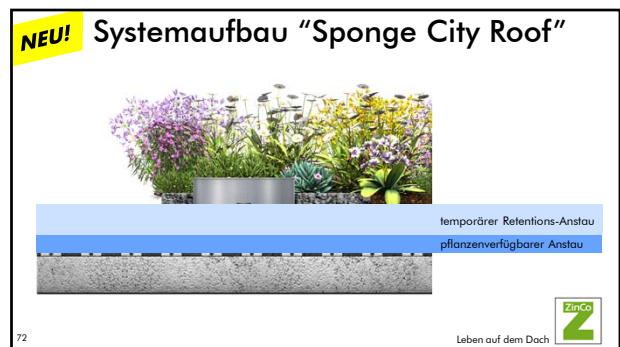 NEU!
Systemaufbau “Sponge City Roof”
temporärer Retentions-Anstau
pflanzenverfügbarer Anstau
72
Leben auf dem Dach
ZinCo